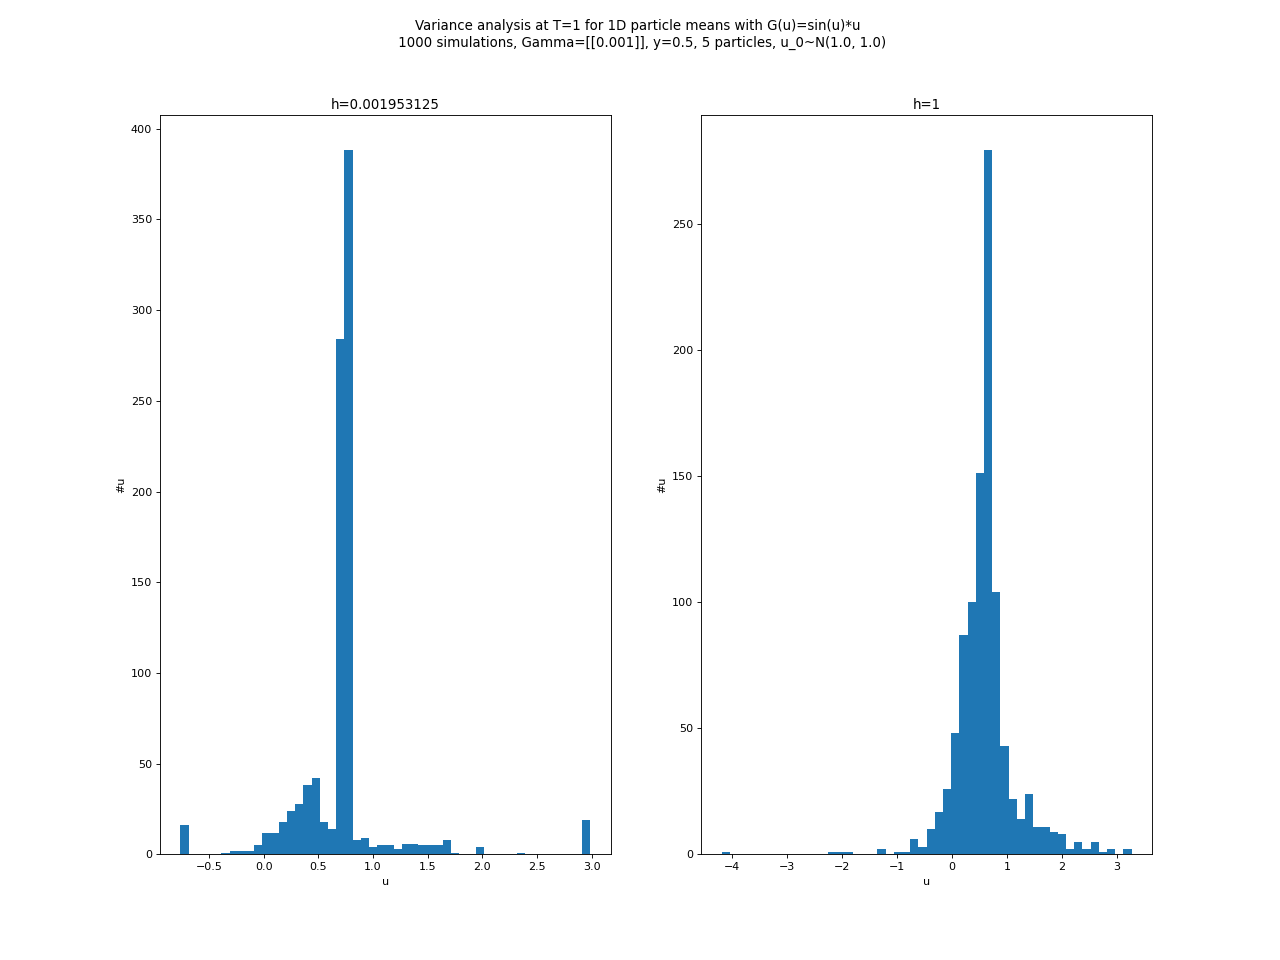 Variance analysis at T=1 for 1D particle means with G(u)=sin(u)*u
1000 simulations, Gamma=[[0.001]], y=0.5, 5 particles, u_0~N(1.0, 1.0)
h=0.001953125
400
350
300
250
200
150
100
50
0
#u
−0.5 0.0 0.5 1.0 1.5 2.0 2.5 3.0
u
h=1
250
200
150
100
50
0
#u
−4 −3 −2 −1 0 1 2 3
u